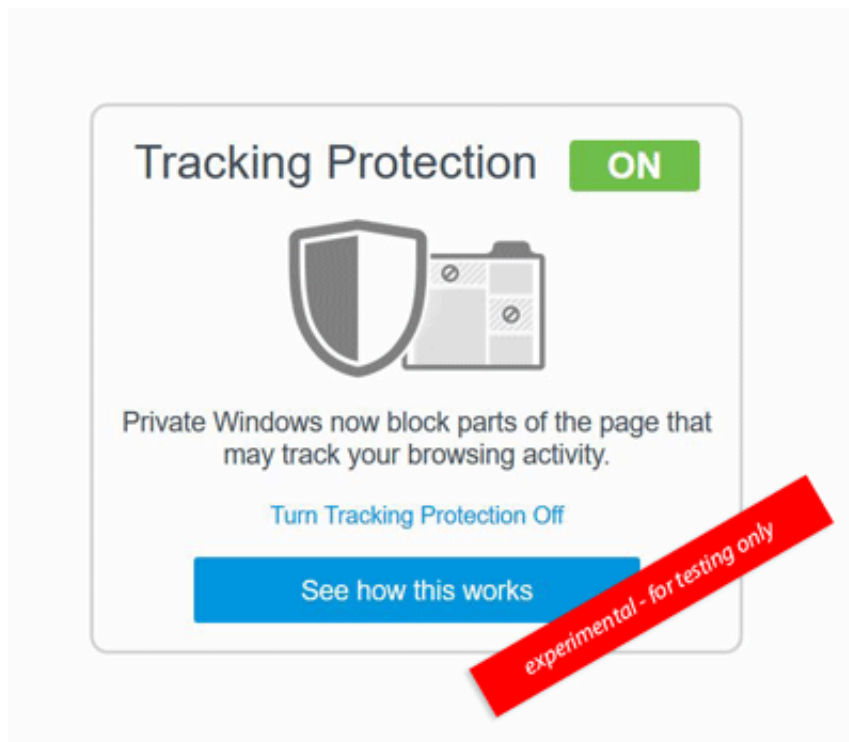 Tracking Protection ON
Private Windows now block parts of the page that
may track your browsing activity.
Turn Tracking Protection Off
See how this works
experimental - for testing only